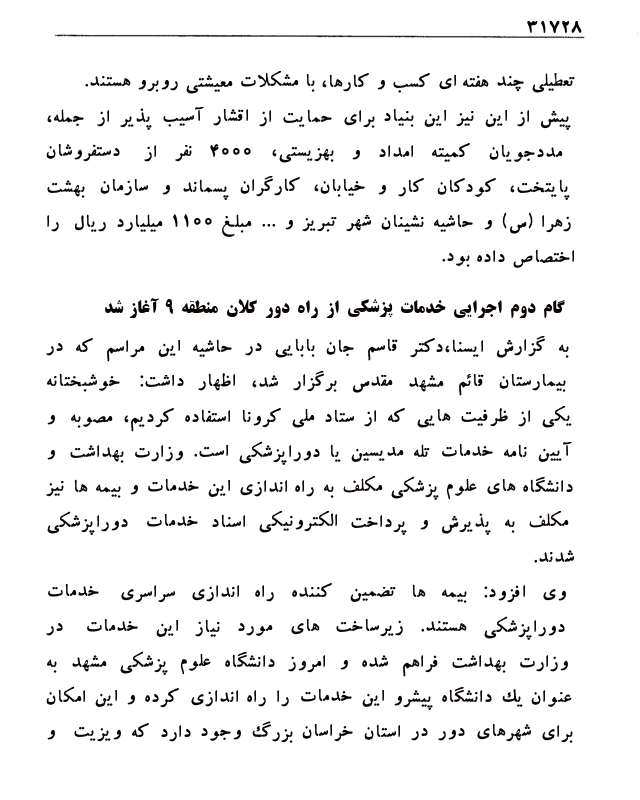 ۳۱۷۲۸
تعطیلی چند هفته ای کسب و کارها، با مشکلات معیشتی روبرو هستند.
پیش از این نیز این بنیاد برای حمایت از اقشار آسیب پذیر از جمله،
مددجویان کمیته امداد و بهزیستی، ۴۰۰۰ نفر از دستفروشان
پایتخت، کودکان کار و خیابان، کارگران پسماند و سازمان بهشت
زهرا (س) و حاشیه نشینان شهر تبریز و ... مبلغ ۱۱۰۰ میلیارد ریال را
اختصاص داده بود.
گام دوم اجرایی خدمات پزشکی از راه دور کلان منطقه ۹ آغاز شد
به گزارش ایسنا،دکتر قاسم جان بابایی در حاشیه این مراسم که در
بیمارستان قائم مشهد مقدس برگزار شد، اظهار داشت: خوشبختانه
یکی از ظرفیت هایی که از ستاد ملی کرونا استفاده کردیم، مصوبه و
آیین نامه خدمات تله مدیسین یا دوراپزشکی است. وزارت بهداشت و
دانشگاه های علوم پزشکی مکلف به راه اندازی این خدمات و بیمه ها نیز
مکلف به پذیرش و پرداخت الکترونیکی اسناد خدمات دوراپزشکی
شدند.
وی افزود: بیمه ها تضمین کننده راه اندازی سراسری خدمات
دوراپزشکی هستند. زیرساخت های مورد نیاز این خدمات در
وزارت بهداشت فراهم شده و امروز دانشگاه علوم پزشکی مشهد به
عنوان یك دانشگاه پیشرو این خدمات را راه اندازی کرده و این امکان
برای شهرهای دور در استان خراسان بزرگ وجود دارد که ویزیت و